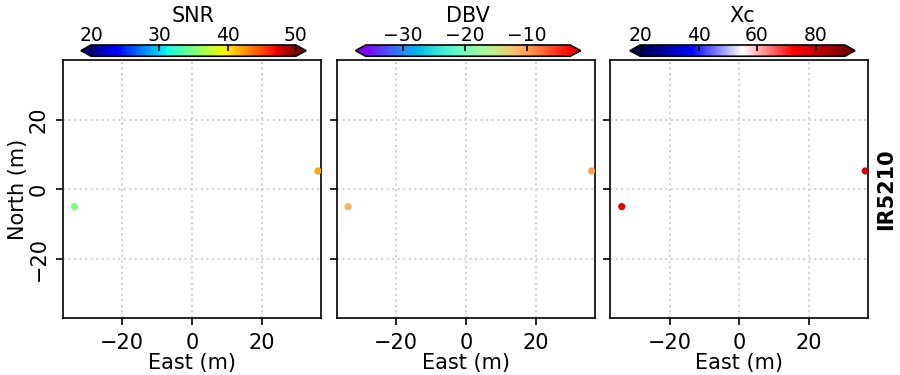 SNR
20 30 40 50
DBV
−30 −20 −10
Xc
20 40 60 80
North (m)
20
0
−20
−20 0 20
East (m)
−20 0 20
East (m)
−20 0 20
East (m)
IR5210